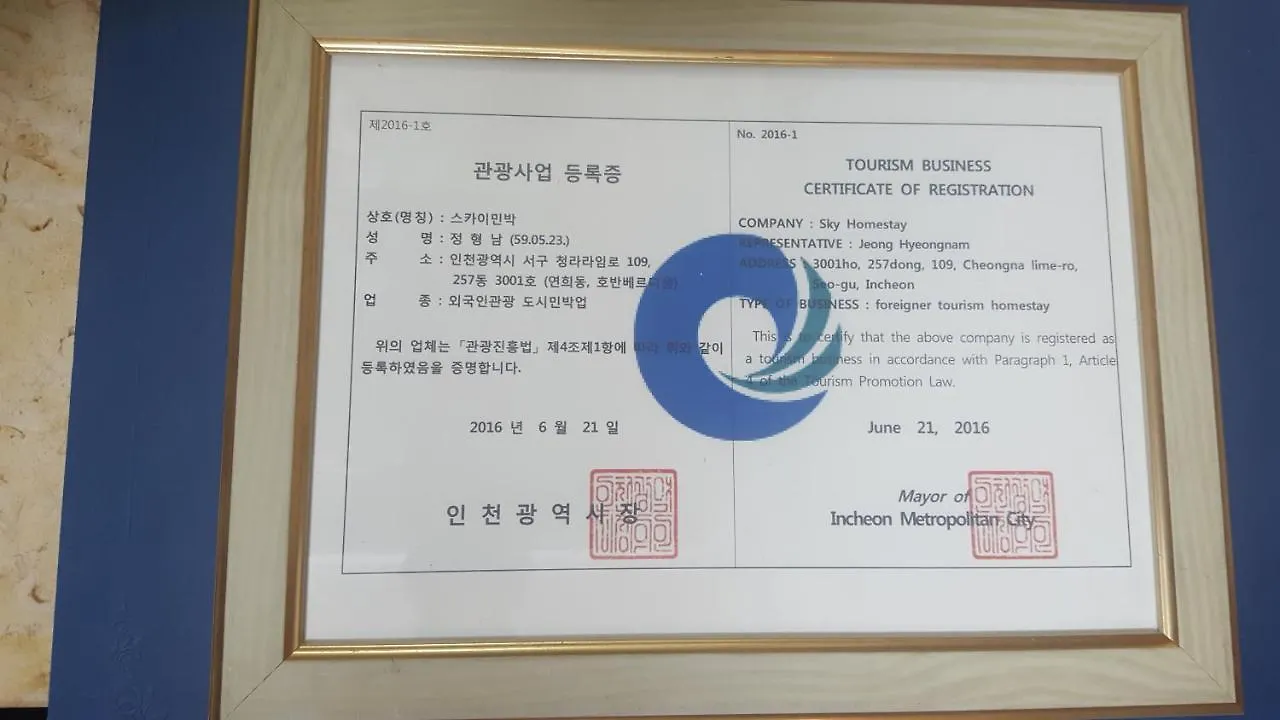 제2016-1호
관광사업 등록증
상호(명칭) : 스카이민박
성 명 : 정 형 남 (59.05.23.)
주 소 : 인천광역시 서구 청라라임로 109,
257동 3001호 (연희동, 호반베르디움)
업 종 : 외국인관광 도시민박업
위의 업체는 「관광진흥법」 제4조제1항에 따라 위와 같이
등록하였음을 증명합니다.
2016 년 6 월 21 일
인 천 광 역 시 장
No. 2016-1
TOURISM BUSINESS
CERTIFICATE OF REGISTRATION
COMPANY : Sky Homestay
REPRESENTATIVE : Jeong Hyeongnam
ADDRESS : 3001ho, 257dong, 109, Cheongna lime-ro,
Seo-gu, Incheon
TYPE OF BUSINESS : foreigner tourism homestay
This is to certify that the above company is registered as
a tourism business in accordance with Paragraph 1, Article
4 of the Tourism Promotion Law.
June 21, 2016
Mayor of
Incheon Metropolitan City